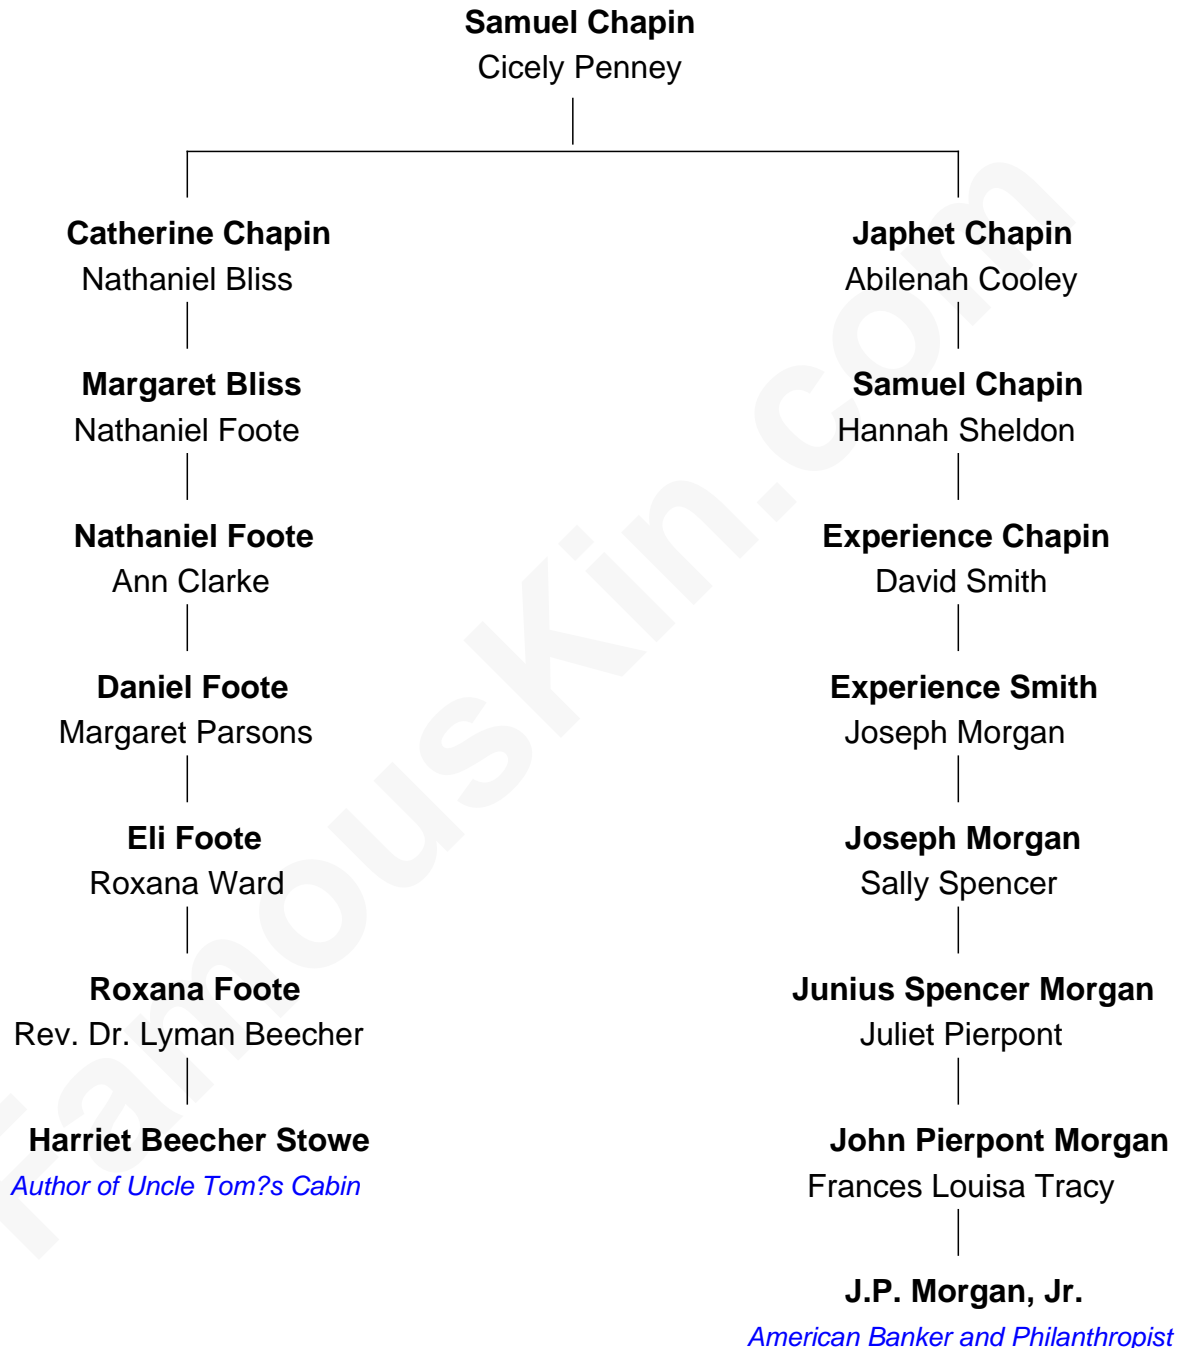 Samuel Chapin
Cicely Penney
Catherine Chapin
Nathaniel Bliss
Margaret Bliss
Nathaniel Foote
Nathaniel Foote
Ann Clarke
Daniel Foote
Margaret Parsons
Eli Foote
Roxana Ward
Roxana Foote
Rev. Dr. Lyman Beecher
Harriet Beecher Stowe
Author of Uncle Tom?s Cabin
Japhet Chapin
Abilenah Cooley
Samuel Chapin
Hannah Sheldon
Experience Chapin
David Smith
Experience Smith
Joseph Morgan
Joseph Morgan
Sally Spencer
Junius Spencer Morgan
Juliet Pierpont
John Pierpont Morgan
Frances Louisa Tracy
J.P. Morgan, Jr.
American Banker and Philanthropist
FamousKin.com